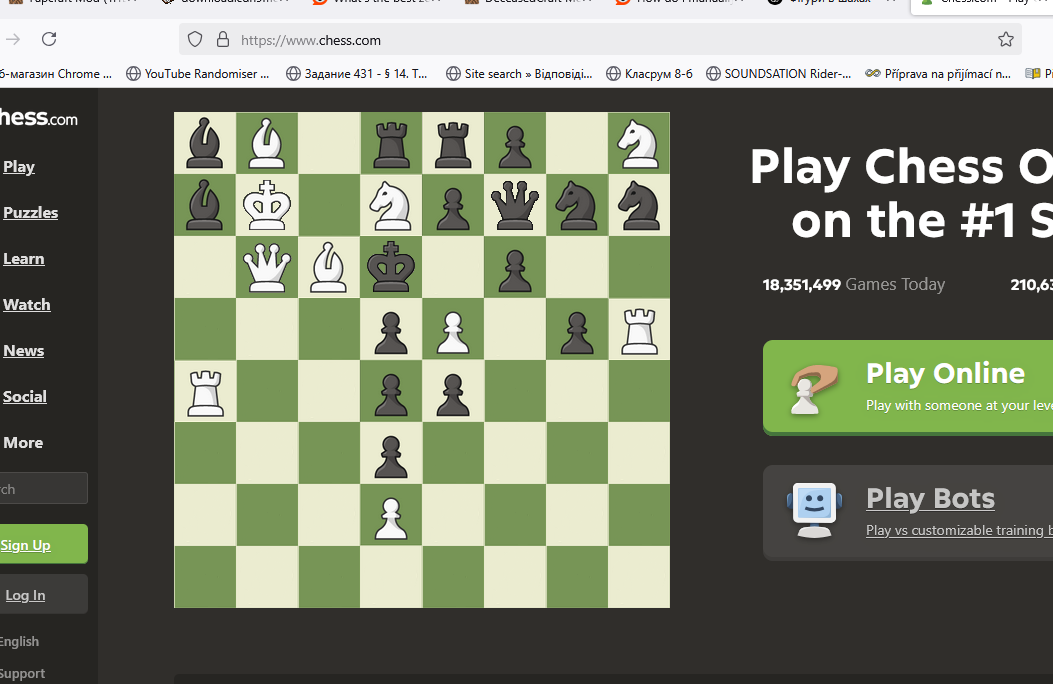 https://www.chess.com
б-магазин Chrome ... YouTube Randomiser ... Задание 431 - § 14. Т... Site search » Відповіді... Класрум 8-б SOUNDSATION Rider-... Příprava na přijímací n...
hess.com
Play
Puzzles
Learn
Watch
News
Social
More
rch
Sign Up
Log In
English
Support
Play Chess O
on the #1 S
18,351,499 Games Today 210,63
Play Online
Play with someone at your leve
Play Bots
Play vs customizable training b